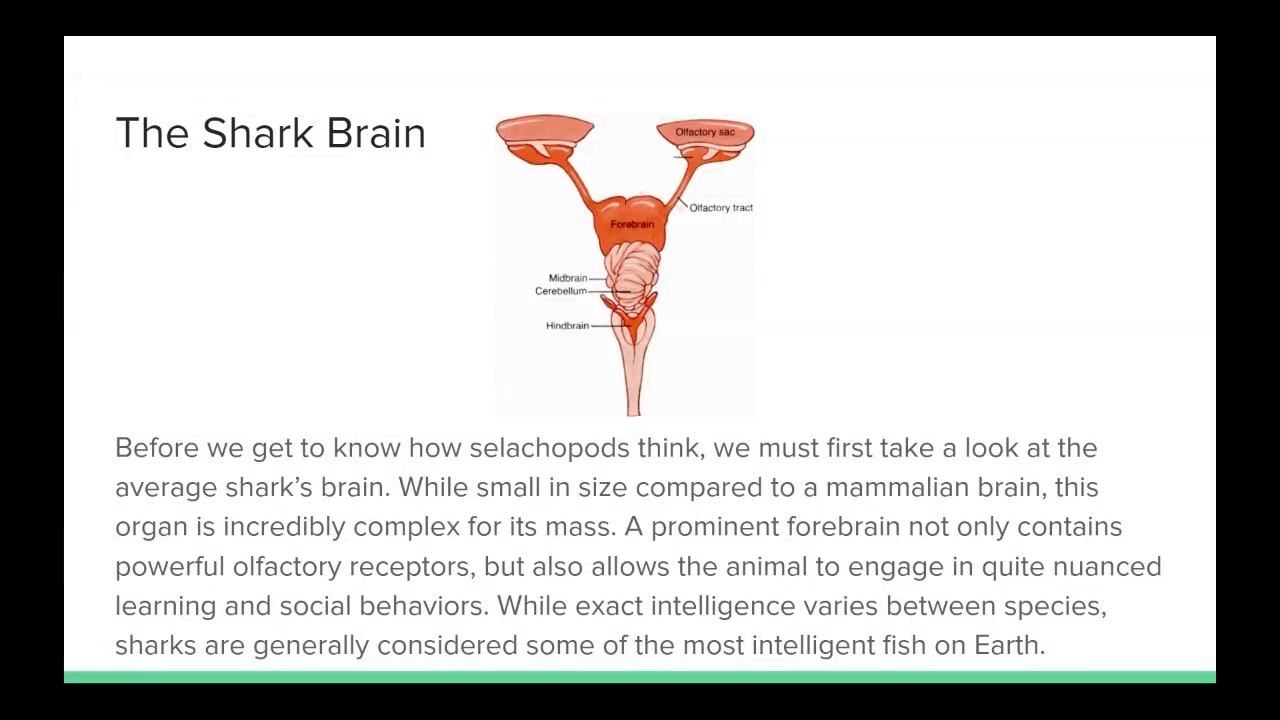 The Shark Brain
Olfactory sac
Olfactory tract
Forebrain
Midbrain
Cerebellum
Hindbrain
Before we get to know how selachopods think, we must first take a look at the
average shark’s brain. While small in size compared to a mammalian brain, this
organ is incredibly complex for its mass. A prominent forebrain not only contains
powerful olfactory receptors, but also allows the animal to engage in quite nuanced
learning and social behaviors. While exact intelligence varies between species,
sharks are generally considered some of the most intelligent fish on Earth.